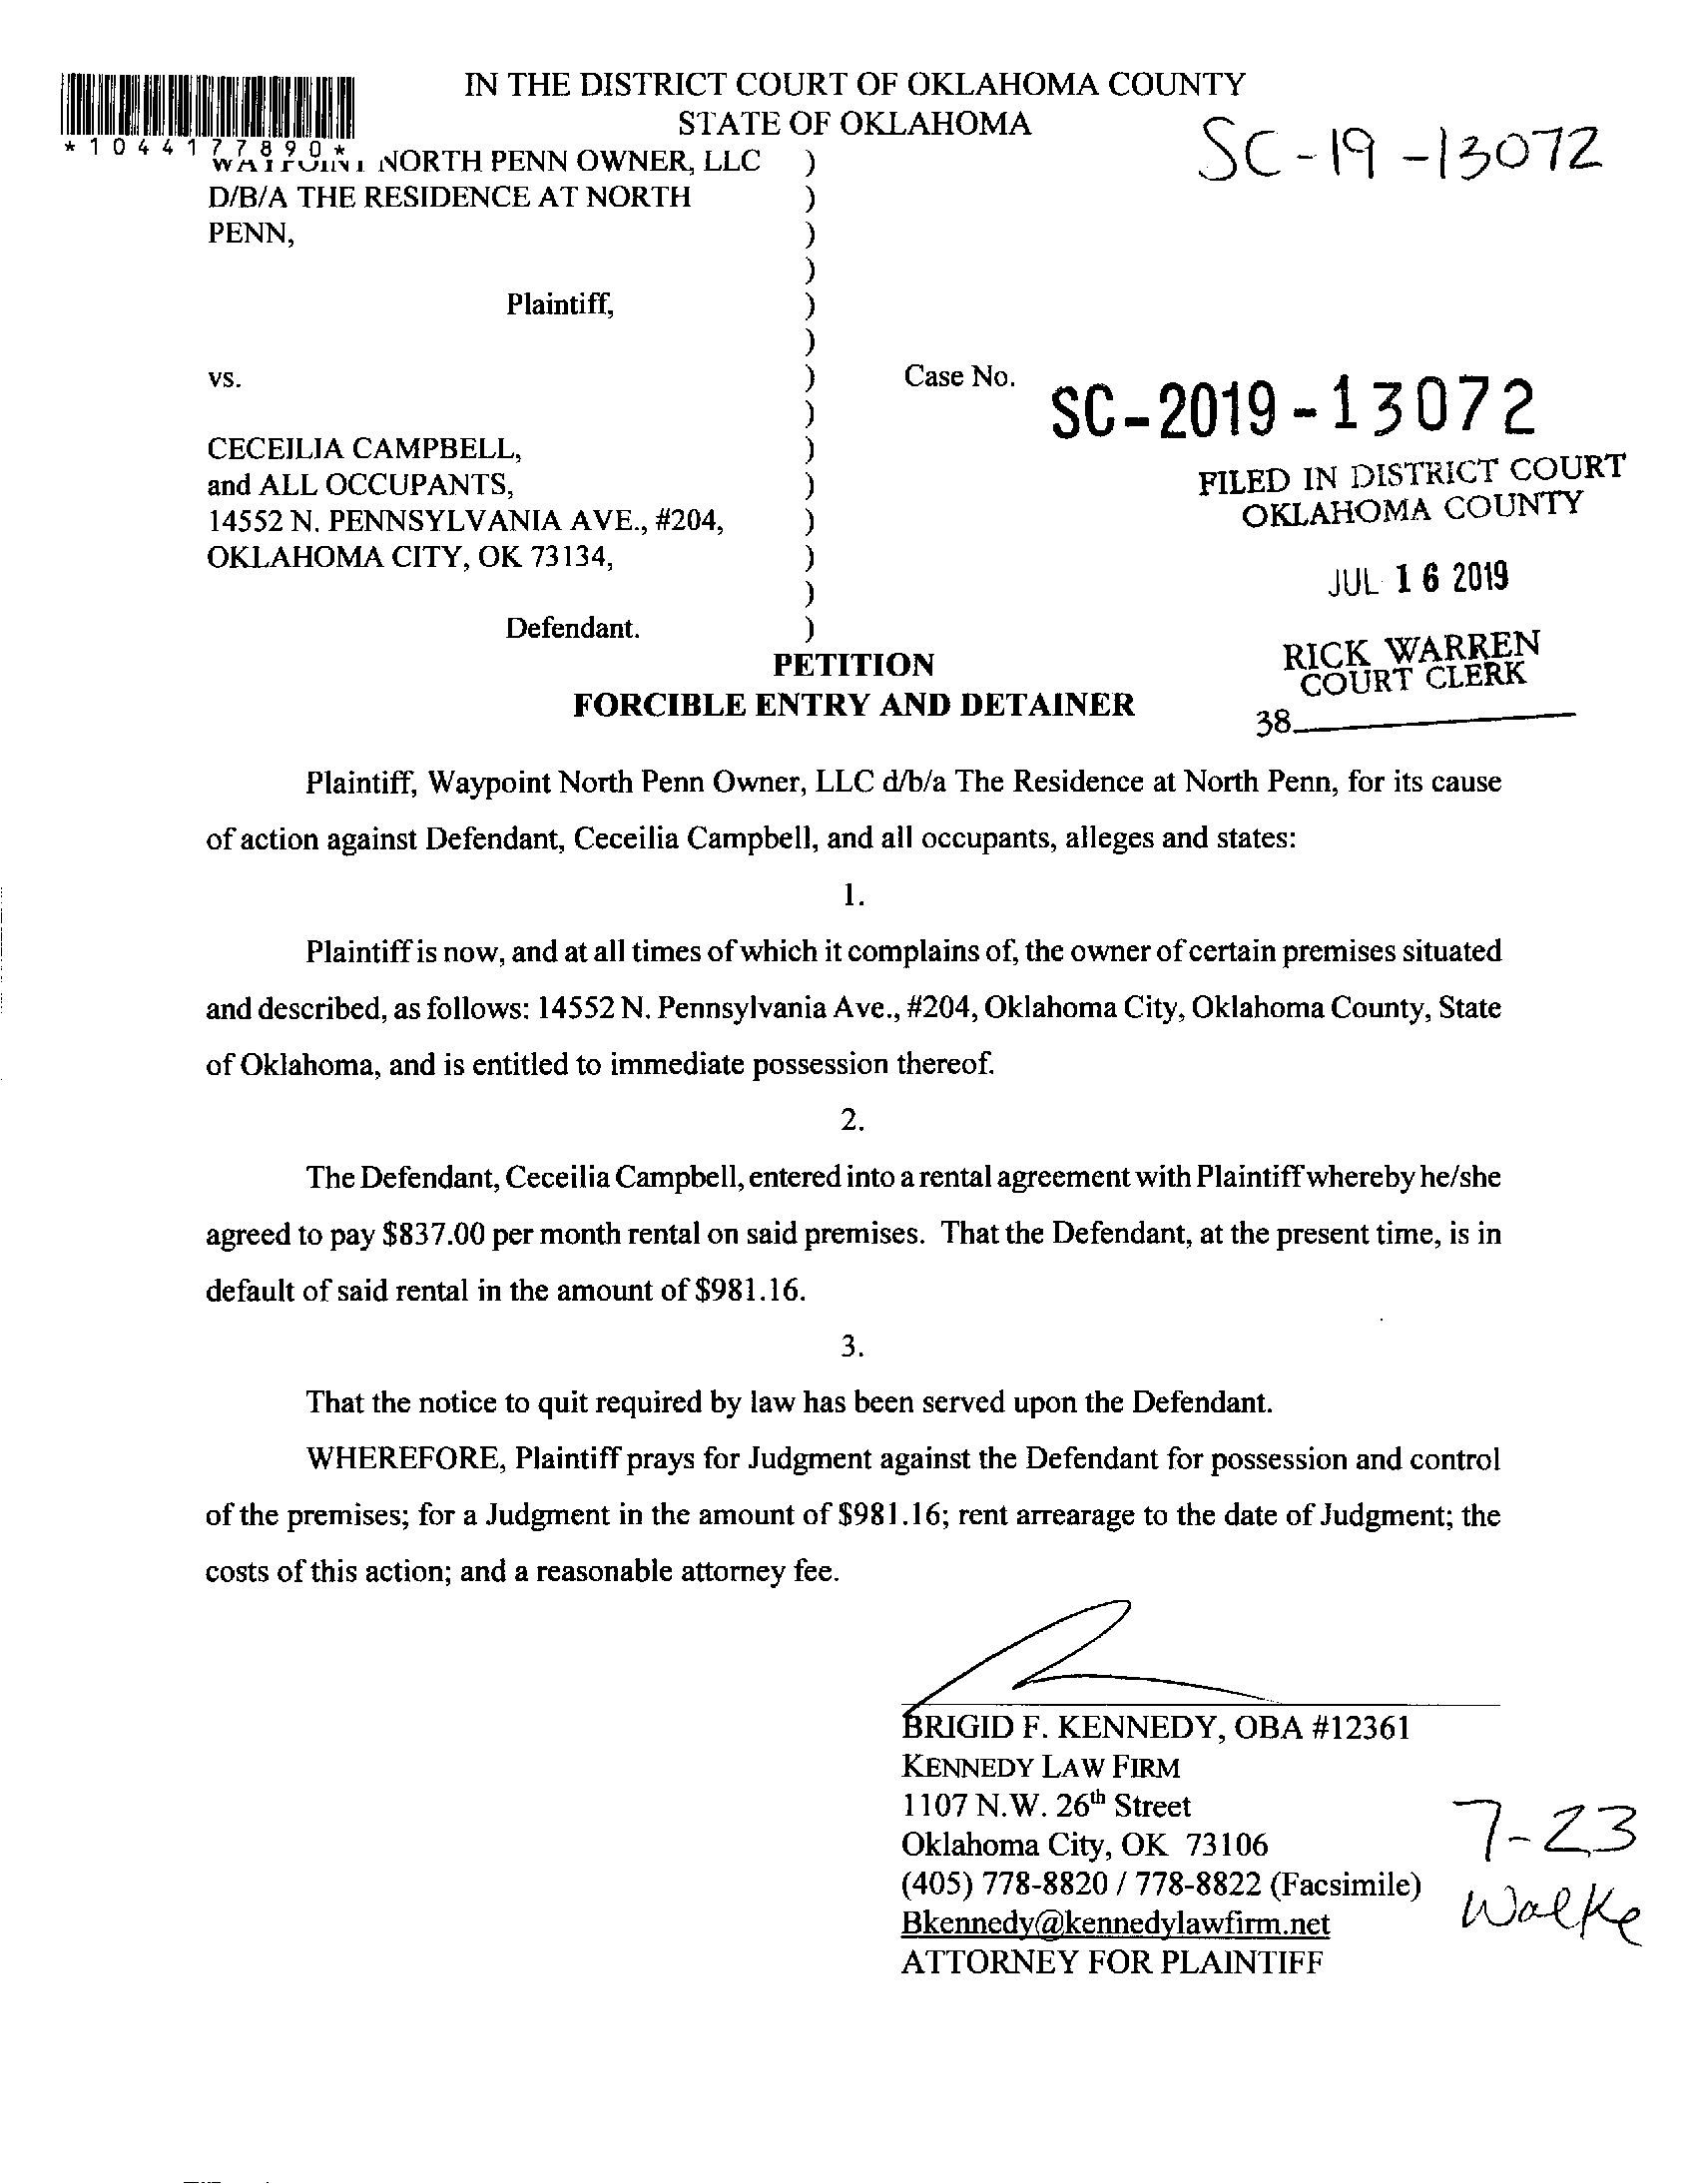 IN THE DISTRICT COURT OF OKLAHOMA COUNTY
STATE OF OKLAHOMA
*1044177890*
SC-19-13072
WAYPOINT NORTH PENN OWNER, LLC )
D/B/A THE RESIDENCE AT NORTH )
PENN, )
)
Plaintiff, )
)
vs. ) Case No. SC-2019-13072
)
CECEILIA CAMPBELL, )
and ALL OCCUPANTS, )
14552 N. PENNSYLVANIA AVE., #204, )
OKLAHOMA CITY, OK 73134, )
)
Defendant. )
FILED IN DISTRICT COURT
OKLAHOMA COUNTY
JUL 16 2019
RICK WARREN
COURT CLERK
38
PETITION
FORCIBLE ENTRY AND DETAINER
Plaintiff, Waypoint North Penn Owner, LLC d/b/a The Residence at North Penn, for its cause
of action against Defendant, Ceceilia Campbell, and all occupants, alleges and states:
1.
Plaintiff is now, and at all times of which it complains of, the owner of certain premises situated
and described, as follows: 14552 N. Pennsylvania Ave., #204, Oklahoma City, Oklahoma County, State
of Oklahoma, and is entitled to immediate possession thereof.
2.
The Defendant, Ceceilia Campbell, entered into a rental agreement with Plaintiff whereby he/she
agreed to pay $837.00 per month rental on said premises. That the Defendant, at the present time, is in
default of said rental in the amount of $981.16.
3.
That the notice to quit required by law has been served upon the Defendant.
WHEREFORE, Plaintiff prays for Judgment against the Defendant for possession and control
of the premises; for a Judgment in the amount of $981.16; rent arrearage to the date of Judgment; the
costs of this action; and a reasonable attorney fee.
BRIGID F. KENNEDY, OBA #12361
KENNEDY LAW FIRM
1107 N.W. 26th Street
Oklahoma City, OK 73106
(405) 778-8820 / 778-8822 (Facsimile)
Bkennedy@kennedylawfirm.net
ATTORNEY FOR PLAINTIFF
7-23
Walke